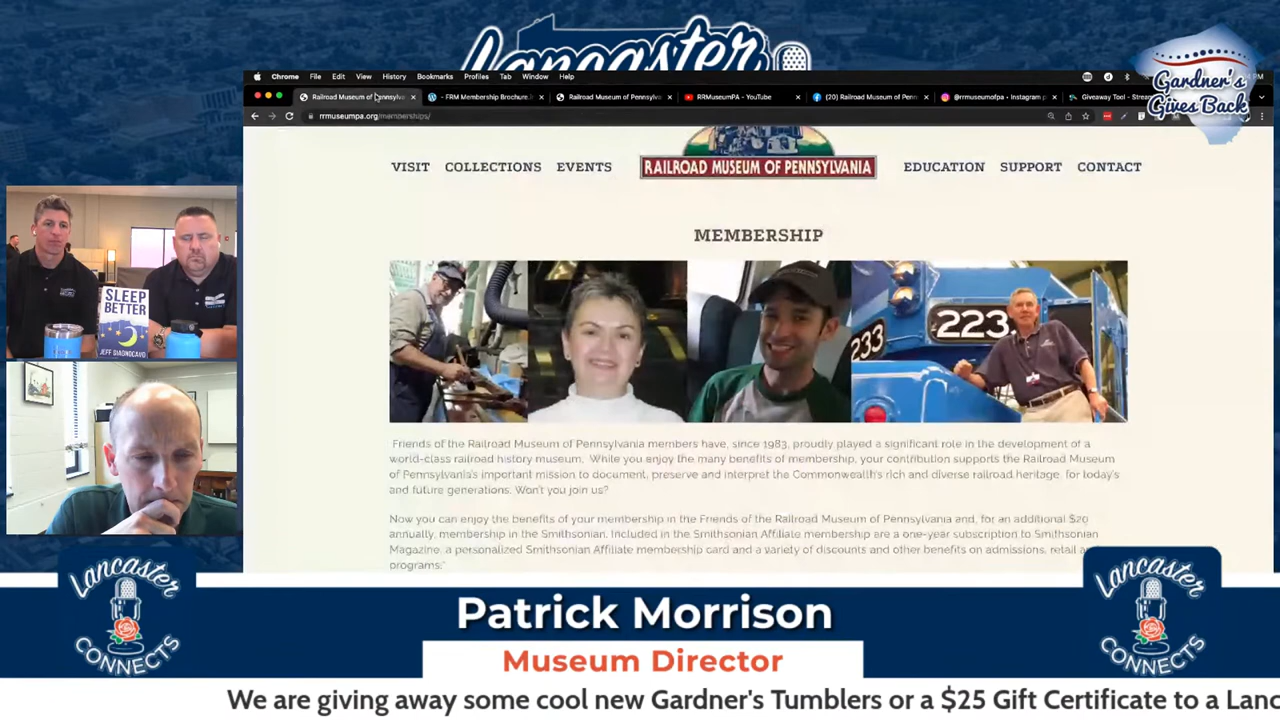 Lancaster
Gardner's
Gives Back
Chrome File Edit View History Bookmarks Profiles Tab Window Help
Railroad Museum of Pennsylva
- FRM Membership Brochure.
Railroad Museum of Pennsylva
RRMuseumPA - YouTube
(20) Railroad Museum of Penn
@rrmuseumofpa • Instagram p
Giveaway Tool - Stream
rrmuseumpa.org/memberships/
VISIT COLLECTIONS EVENTS
RAILROAD MUSEUM OF PENNSYLVANIA
EDUCATION SUPPORT CONTACT
MEMBERSHIP
223
233
SLEEP
BETTER
JEFF GIAGNOCAVO
Friends of the Railroad Museum of Pennsylvania members have, since 1983, proudly played a significant role in the development of a
world-class railroad history museum. While you enjoy the many benefits of membership, your contribution supports the Railroad Museum
of Pennsylvania's important mission to document, preserve and interpret the Commonwealth's rich and diverse railroad heritage, for today's
and future generations. Won't you join us?
Now you can enjoy the benefits of your membership in the Friends of the Railroad Museum of Pennsylvania and, for an additional $20
annually, membership in the Smithsonian. Included in the Smithsonian Affiliate membership are a one-year subscription to Smithsonian
Magazine, a personalized Smithsonian Affiliate membership card and a variety of discounts and other benefits on admissions, retail a
programs."
Lancaster
CONNECTS
Patrick Morrison
Museum Director
Lancaster
CONNECTS
We are giving away some cool new Gardner's Tumblers or a $25 Gift Certificate to a Lanc